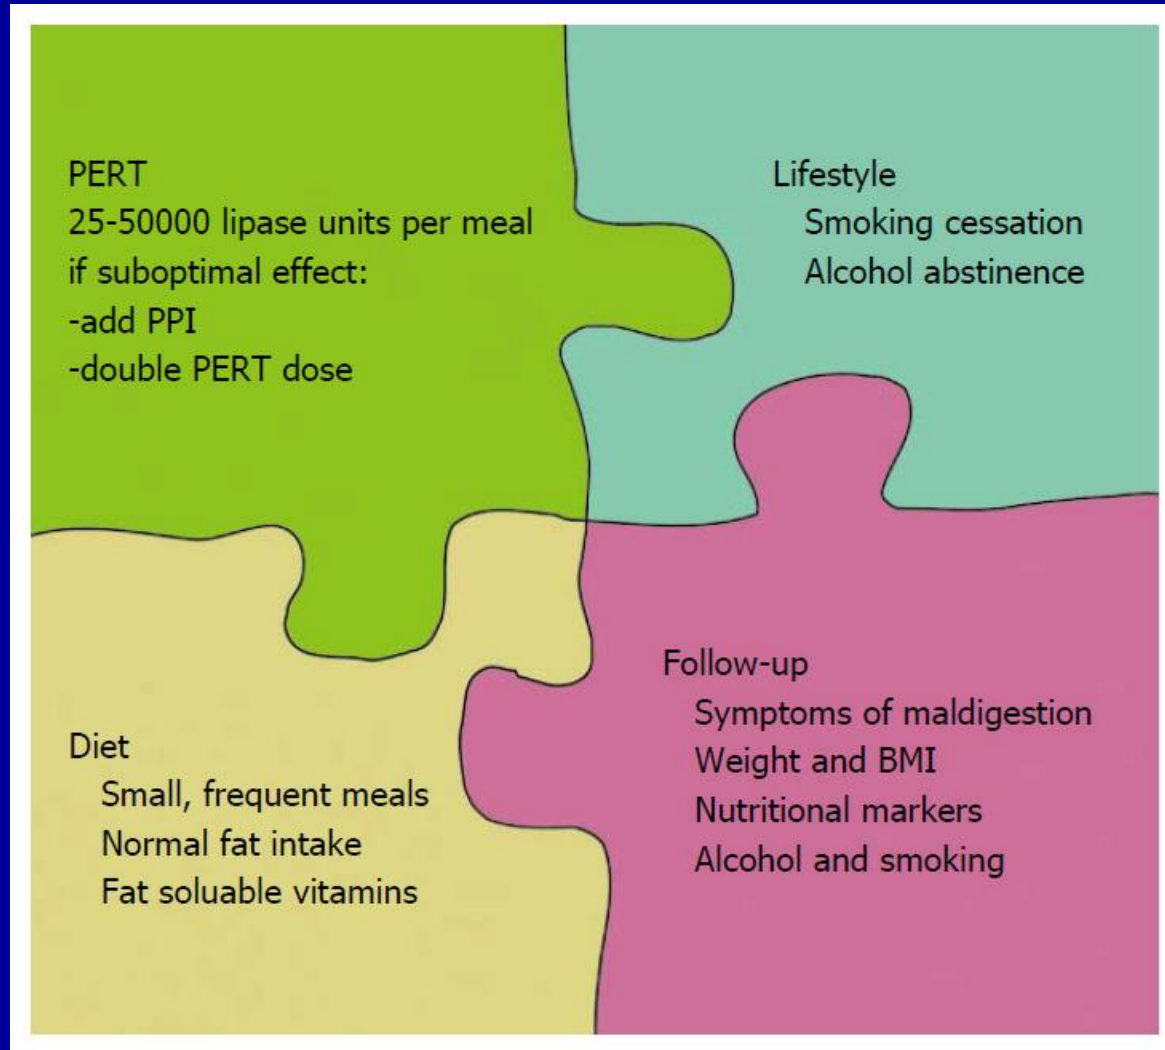 PERT
25-50000 lipase units per meal
if suboptimal effect:
-add PPI
-double PERT dose
Lifestyle
Smoking cessation
Alcohol abstinence
Diet
Small, frequent meals
Normal fat intake
Fat soluable vitamins
Follow-up
Symptoms of maldigestion
Weight and BMI
Nutritional markers
Alcohol and smoking